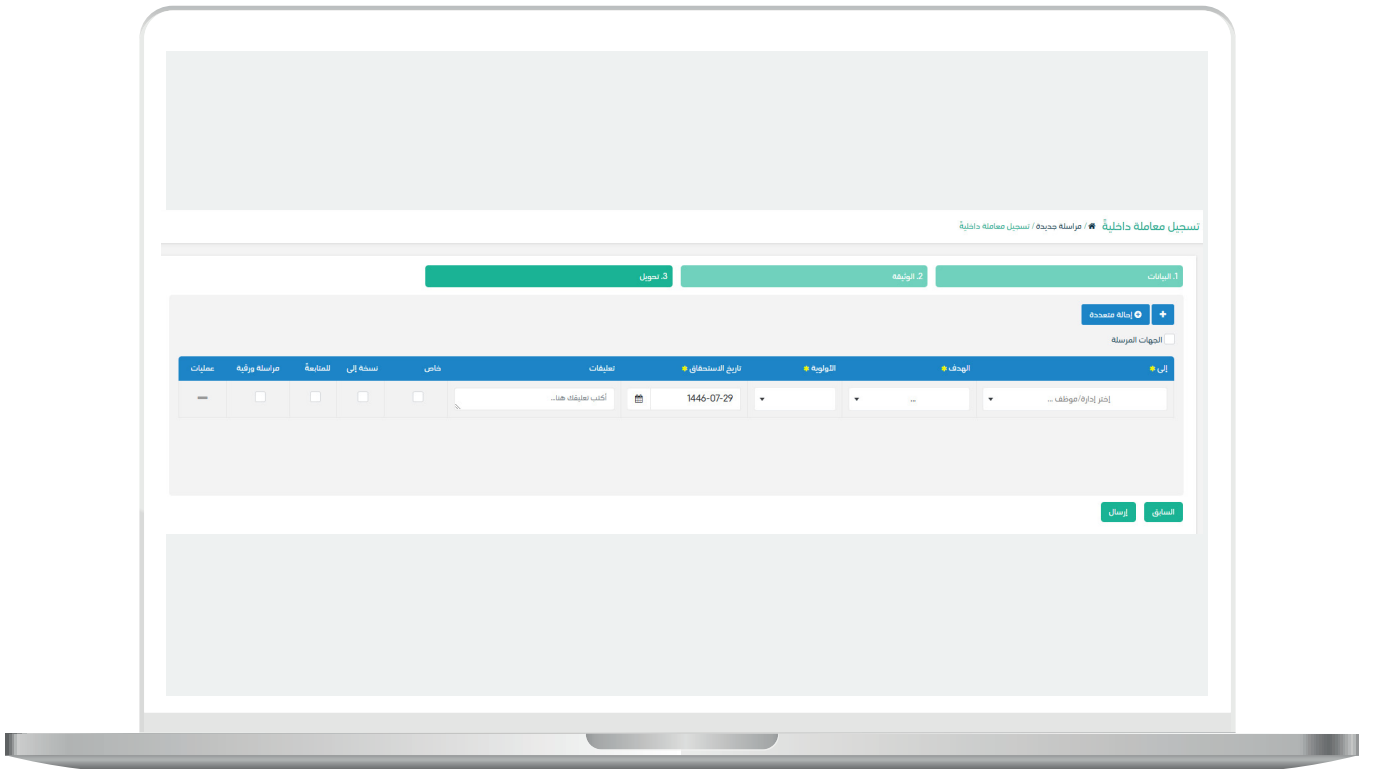 تسجيل معاملة داخليةً / مراسلة جديدة / تسجيل معاملة داخليةً
1. البيانات 2. الوثيقة 3. تحويل
+ إحالة متعددة
الجهات المرسلة
إلى * الهدف * الأولوية * تاريخ الاستحقاق * تعليقات خاص نسخة إلى للمتابعةً مراسلة ورقية عمليات
إختر إدارة/موظف ... ... 1446-07-29 أكتب تعليقك هنا...
السابق إرسال